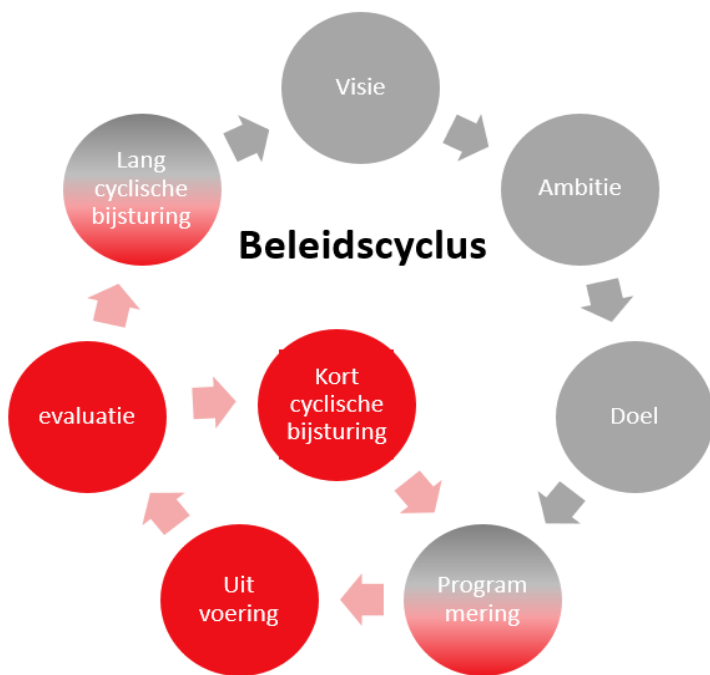 Visie
Lang
cyclische
bijsturing
Ambitie
Beleidscyclus
Kort
cyclische
bijsturing
evaluatie
Doel
Uit
voering
Program
mering